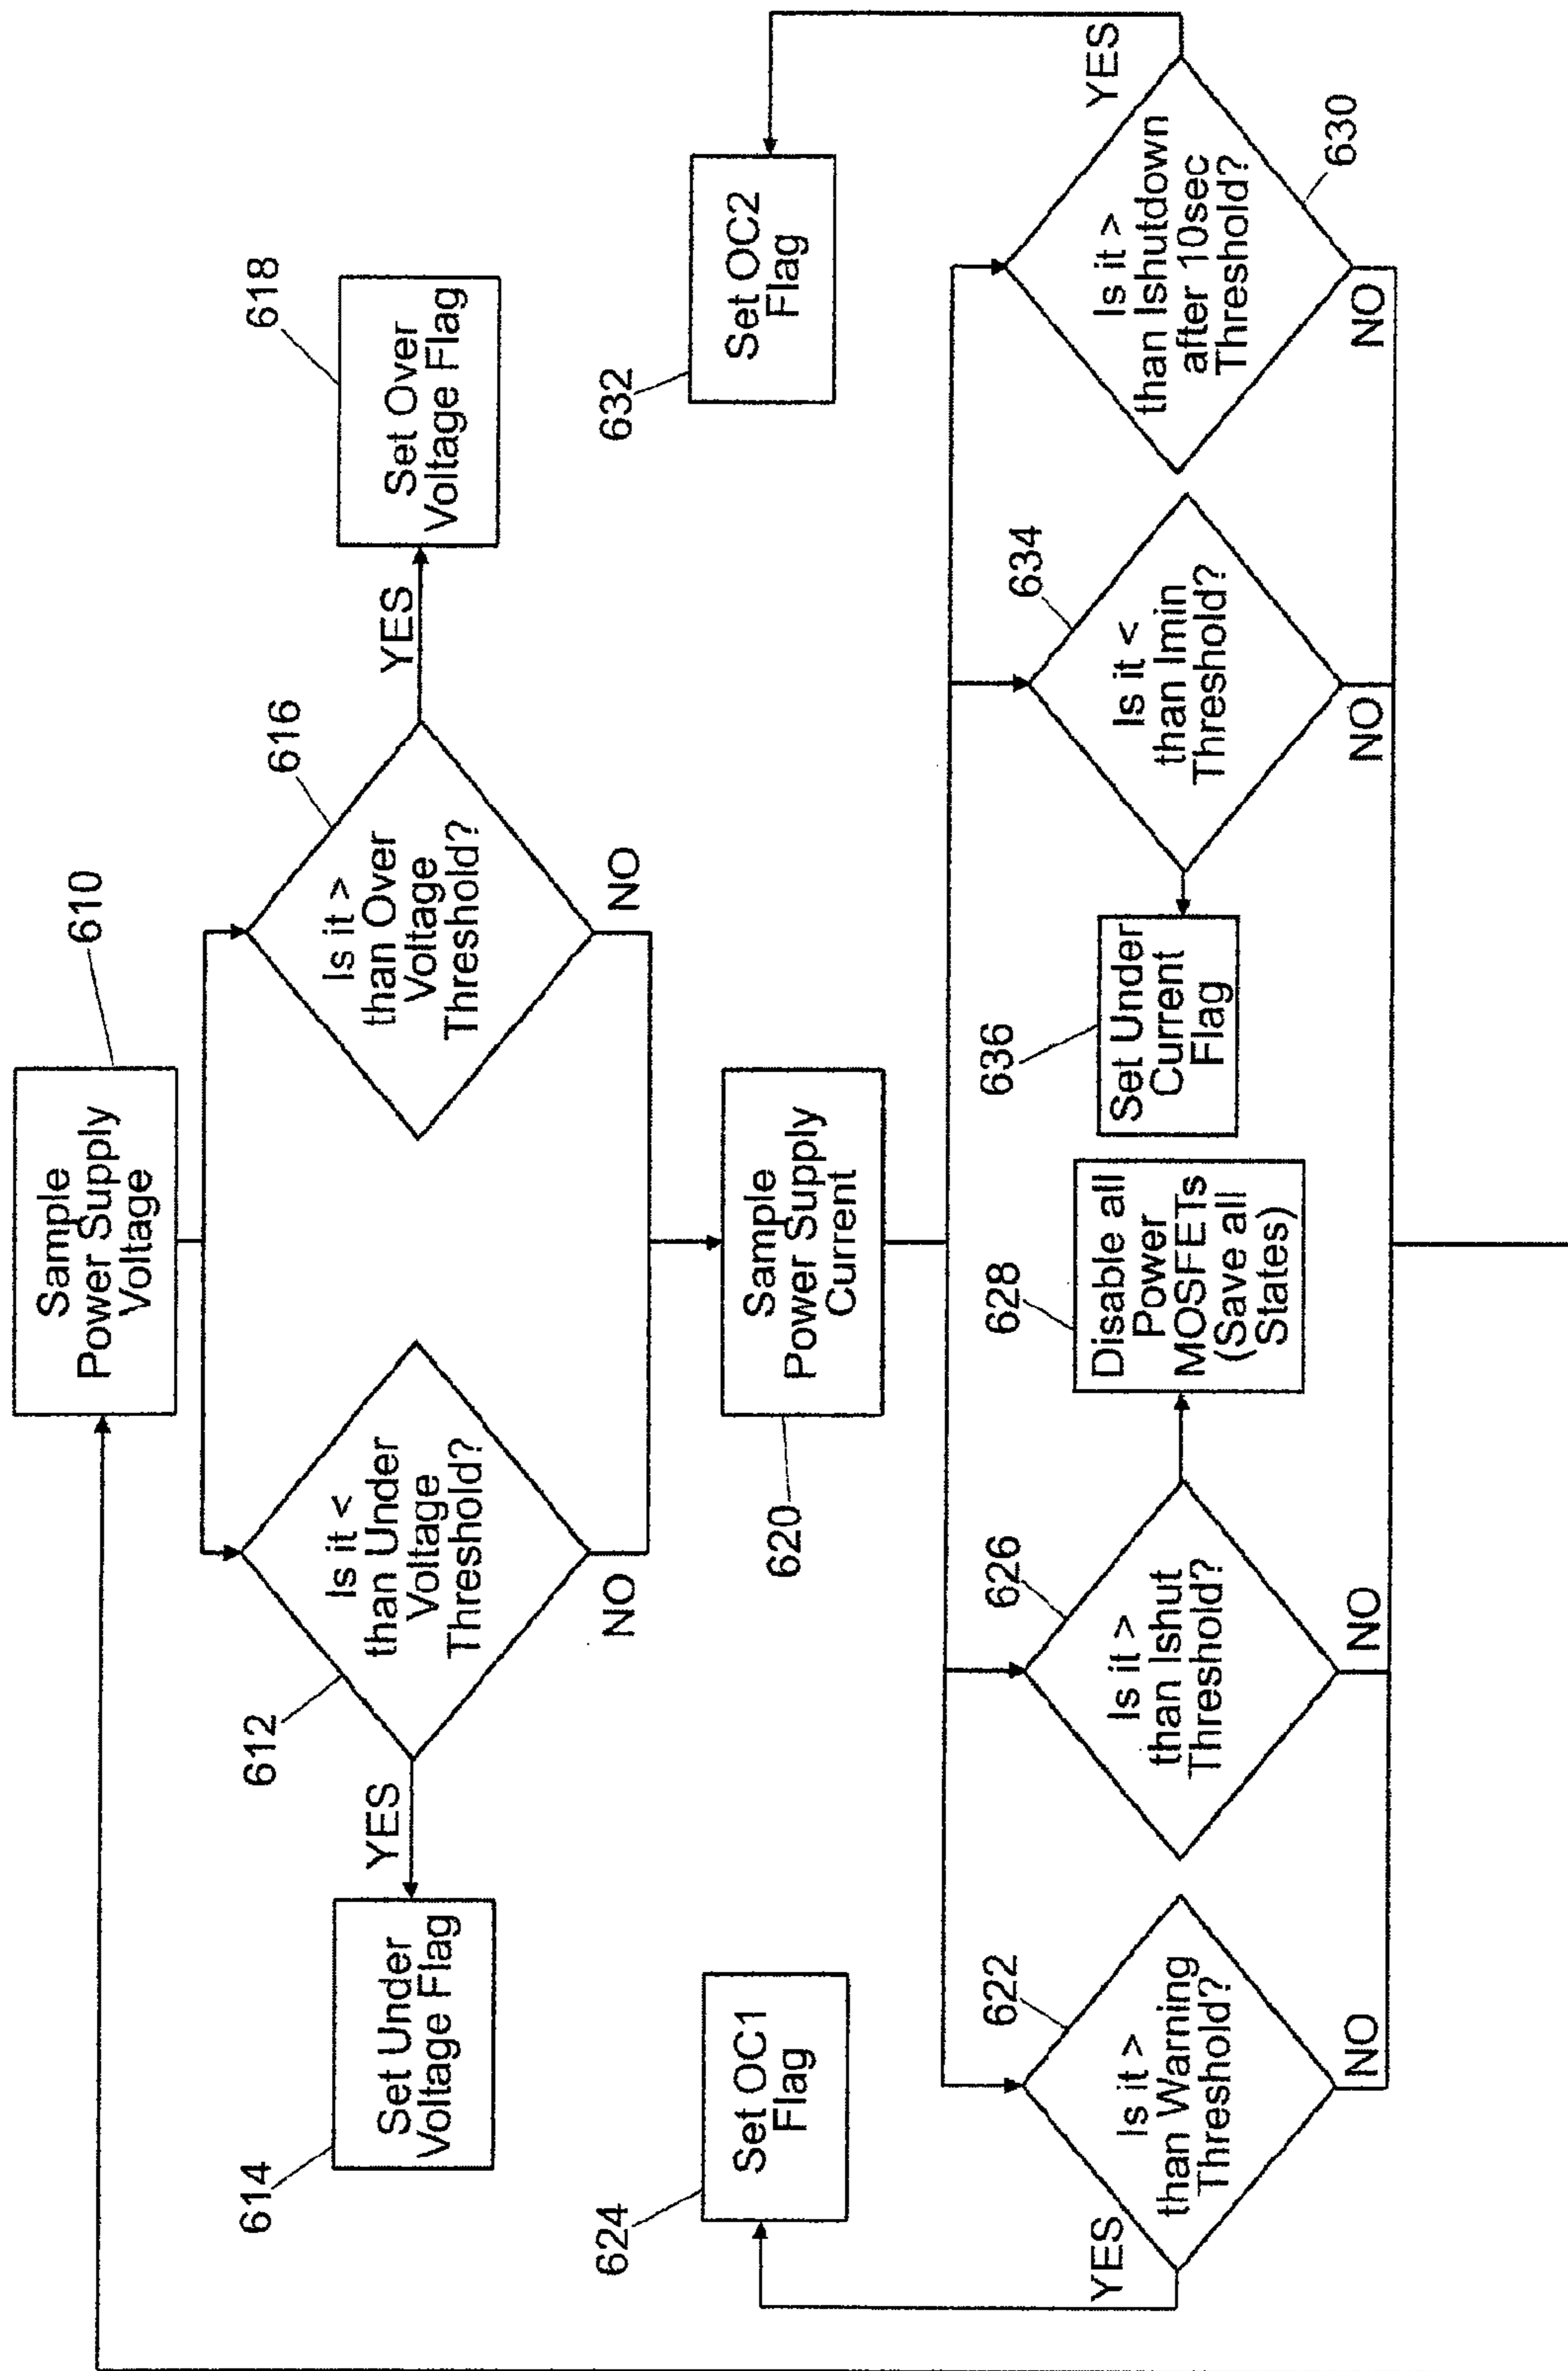 Sample
Power Supply
Voltage
610
Is it <
than Under
Voltage
Threshold?
612
YES
NO
Set Under
Voltage Flag
614
Is it >
than Over
Voltage
Threshold?
616
YES
NO
Set Over
Voltage Flag
618
Sample
Power Supply
Current
620
Set OC1
Flag
624
YES
Is it >
than Warning
Threshold?
622
NO
Is it >
than Ishut
Threshold?
626
NO
Disable all
Power
MOSFETs
(Save all
States)
628
Set Under
Current
Flag
636
Is it <
than Imin
Threshold?
634
NO
Set OC2
Flag
632
YES
Is it >
than Ishutdown
after 10sec
Threshold?
630
NO